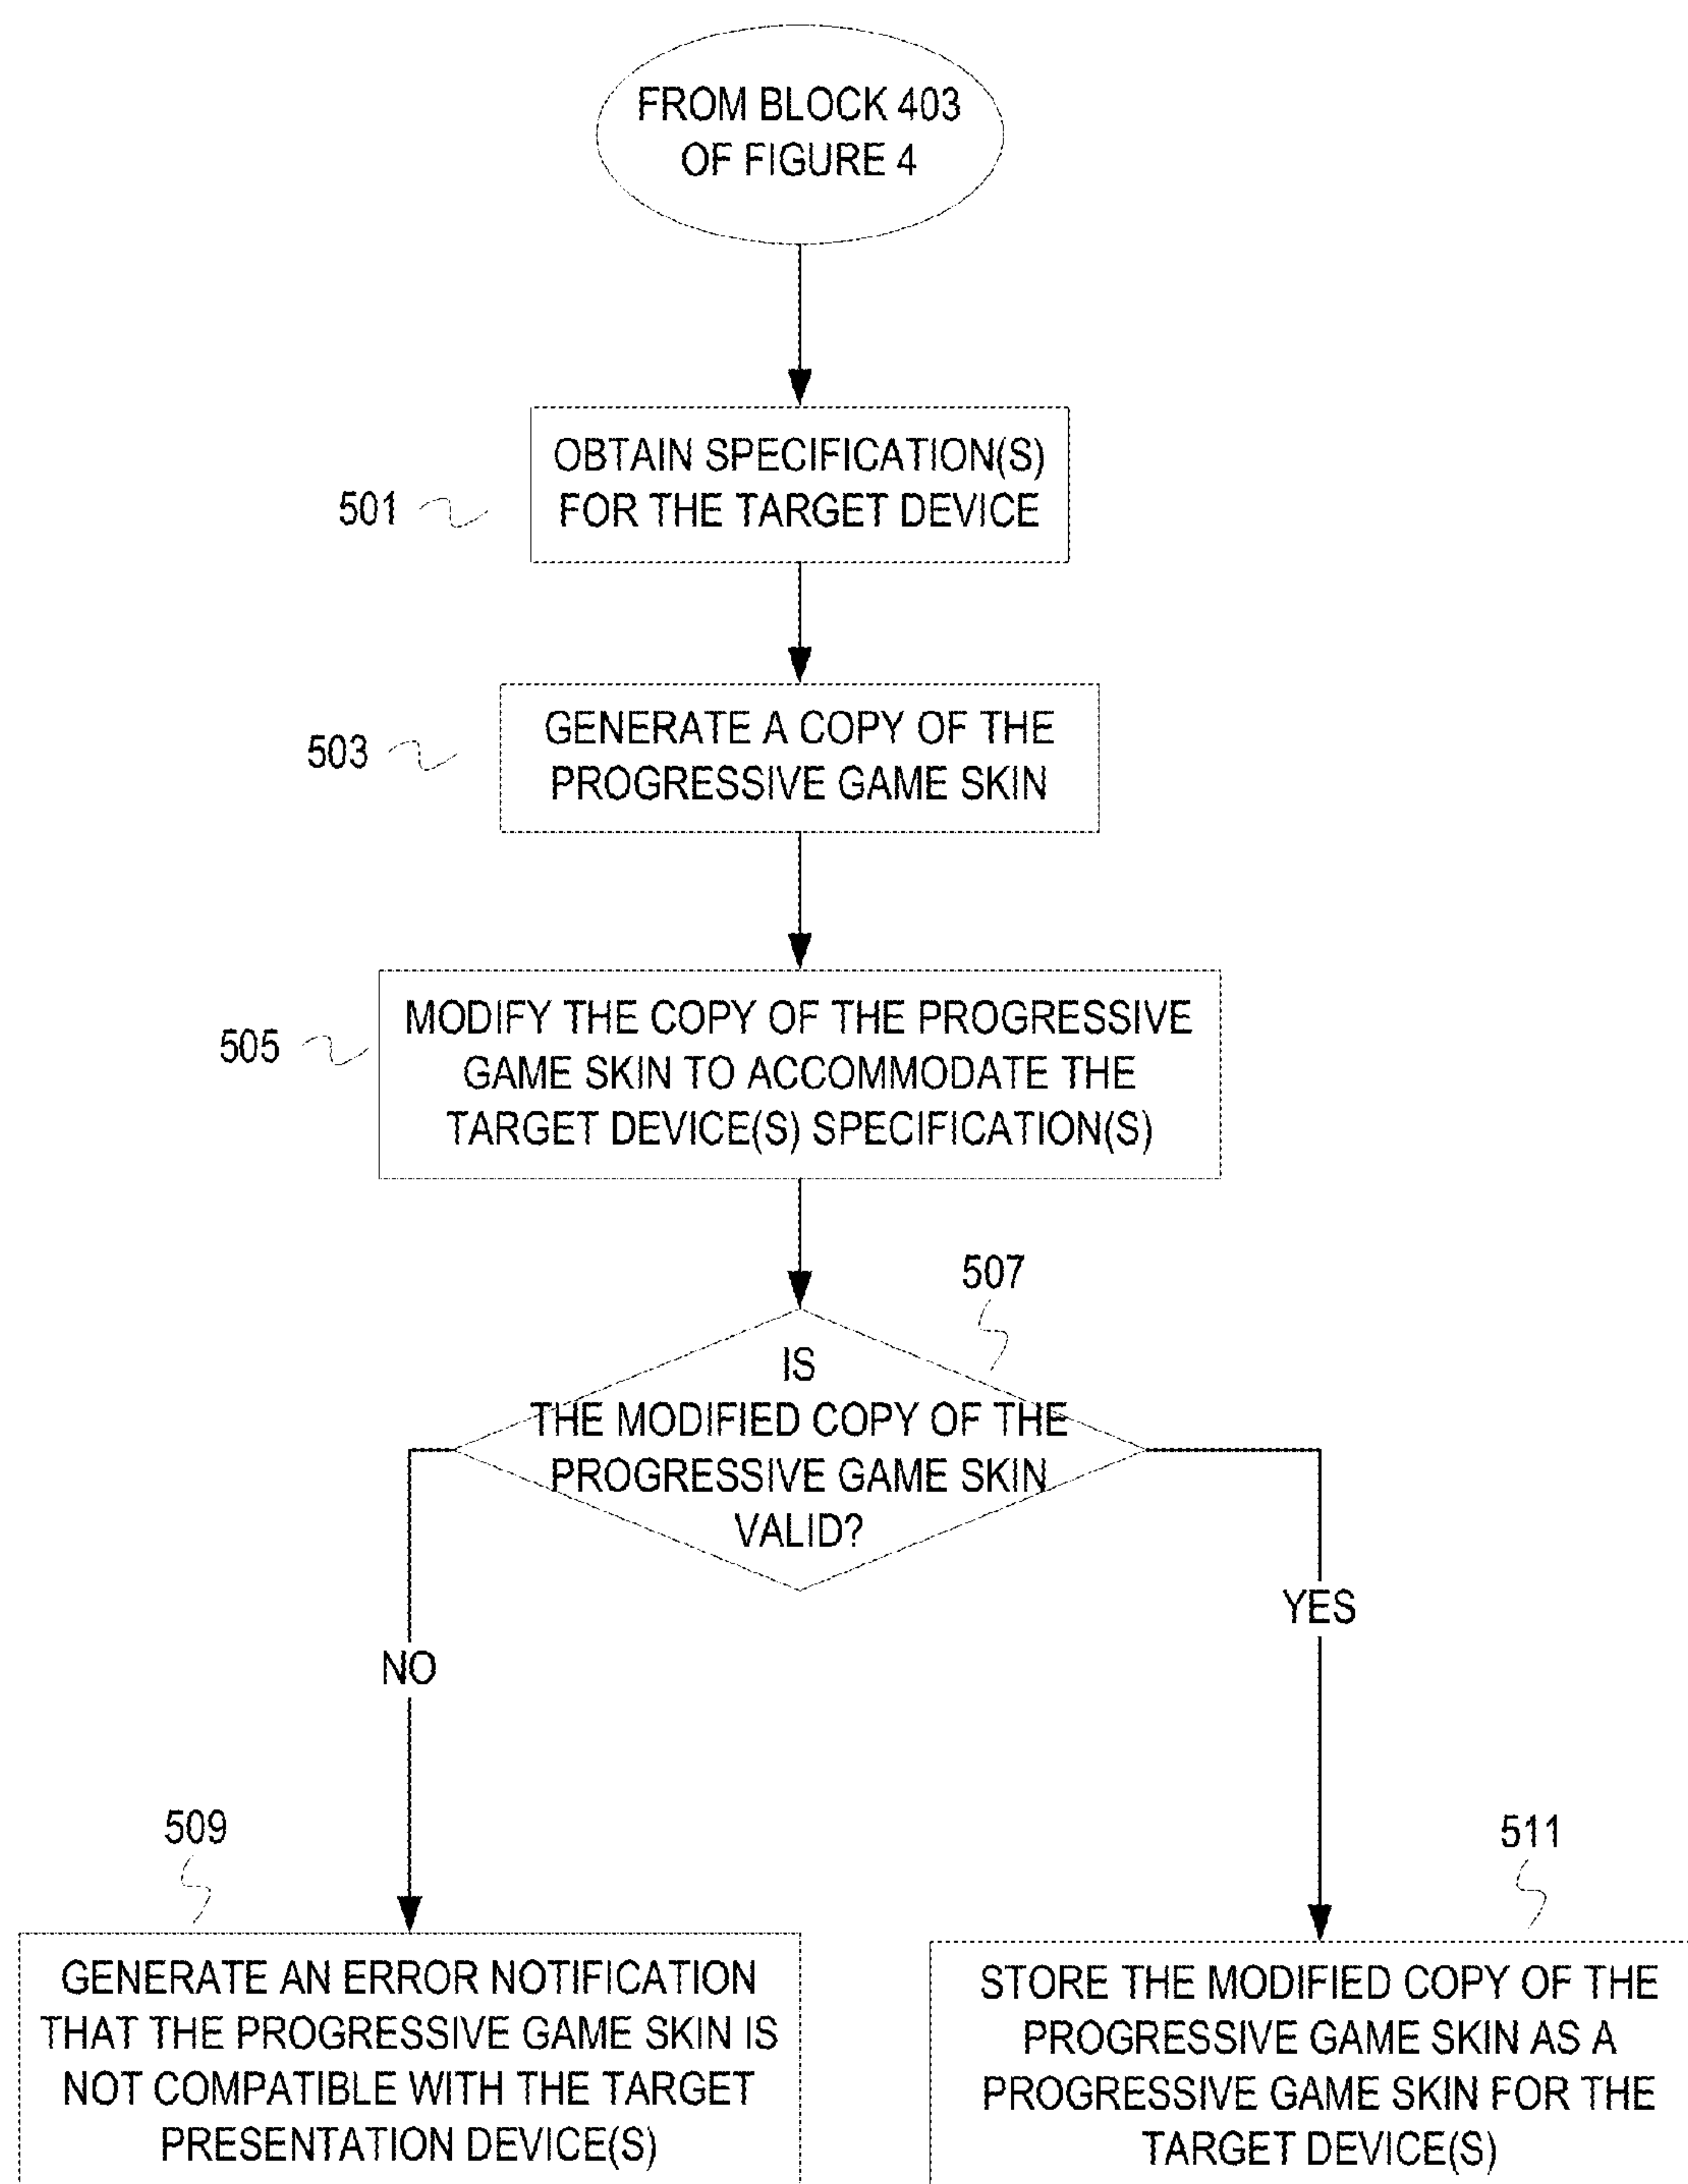 FROM BLOCK 403
OF FIGURE 4
501
OBTAIN SPECIFICATION(S)
FOR THE TARGET DEVICE
503
GENERATE A COPY OF THE
PROGRESSIVE GAME SKIN
505
MODIFY THE COPY OF THE PROGRESSIVE
GAME SKIN TO ACCOMMODATE THE
TARGET DEVICE(S) SPECIFICATION(S)
507
IS
THE MODIFIED COPY OF THE
PROGRESSIVE GAME SKIN
VALID?
NO
YES
509
GENERATE AN ERROR NOTIFICATION
THAT THE PROGRESSIVE GAME SKIN IS
NOT COMPATIBLE WITH THE TARGET
PRESENTATION DEVICE(S)
511
STORE THE MODIFIED COPY OF THE
PROGRESSIVE GAME SKIN AS A
PROGRESSIVE GAME SKIN FOR THE
TARGET DEVICE(S)